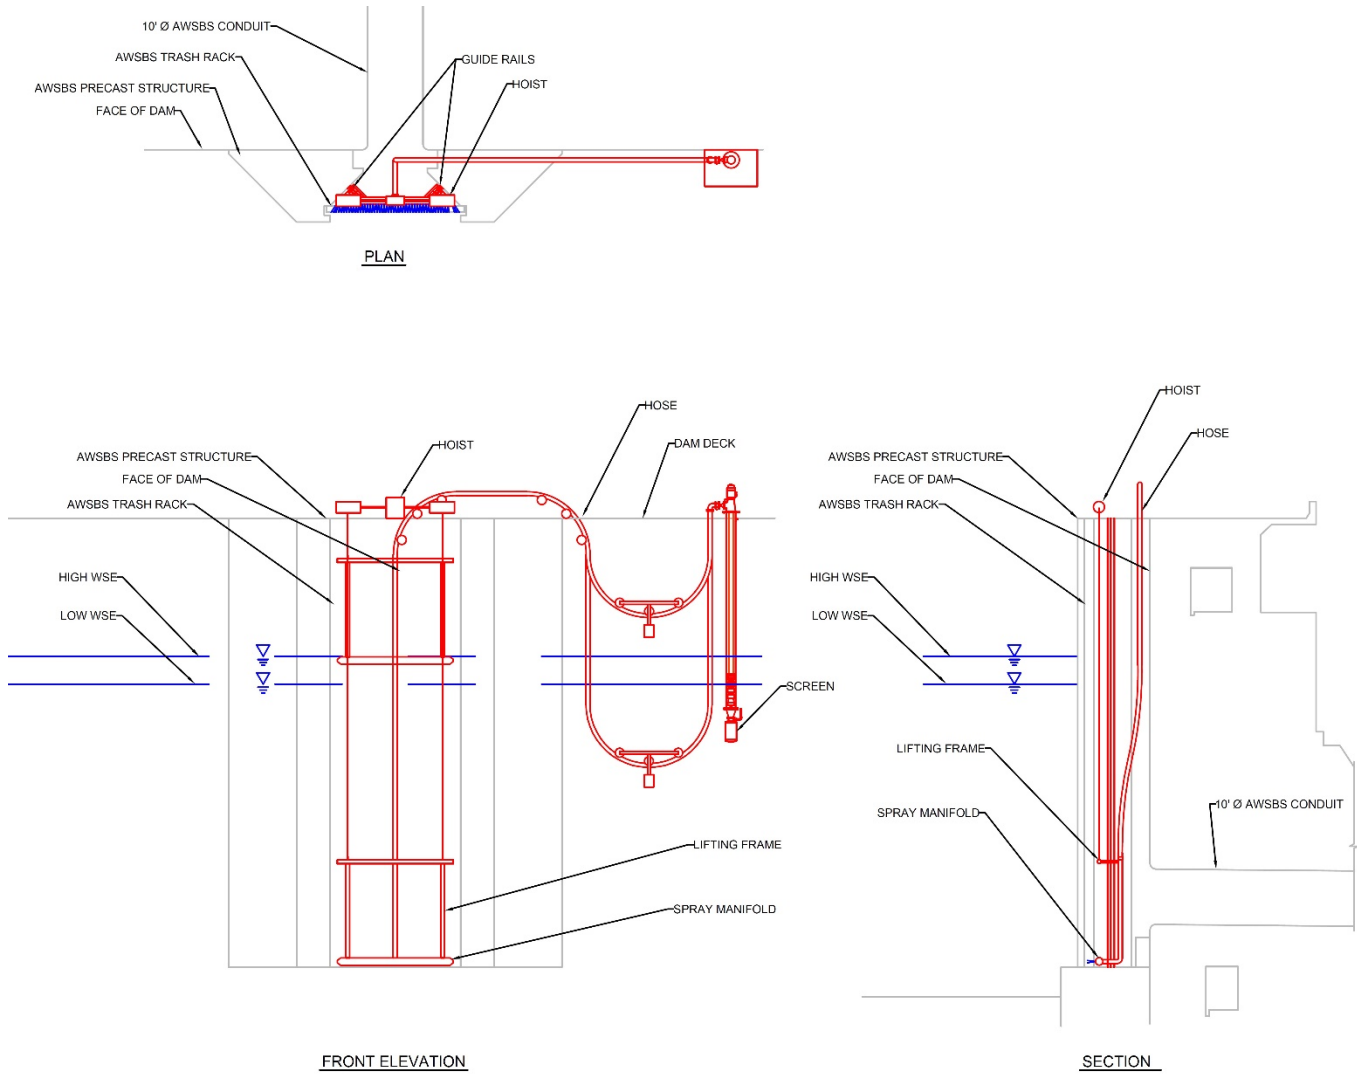 10' Ø AWSBS CONDUIT
AWSBS TRASH RACK
AWSBS PRECAST STRUCTURE
FACE OF DAM
GUIDE RAILS
HOIST
PLAN
HOSE
HOIST
DAM DECK
AWSBS PRECAST STRUCTURE
FACE OF DAM
AWSBS TRASH RACK
HIGH WSE
LOW WSE
SCREEN
LIFTING FRAME
SPRAY MANIFOLD
FRONT ELEVATION
HOIST
HOSE
AWSBS PRECAST STRUCTURE
FACE OF DAM
AWSBS TRASH RACK
HIGH WSE
LOW WSE
LIFTING FRAME
10' Ø AWSBS CONDUIT
SPRAY MANIFOLD
SECTION